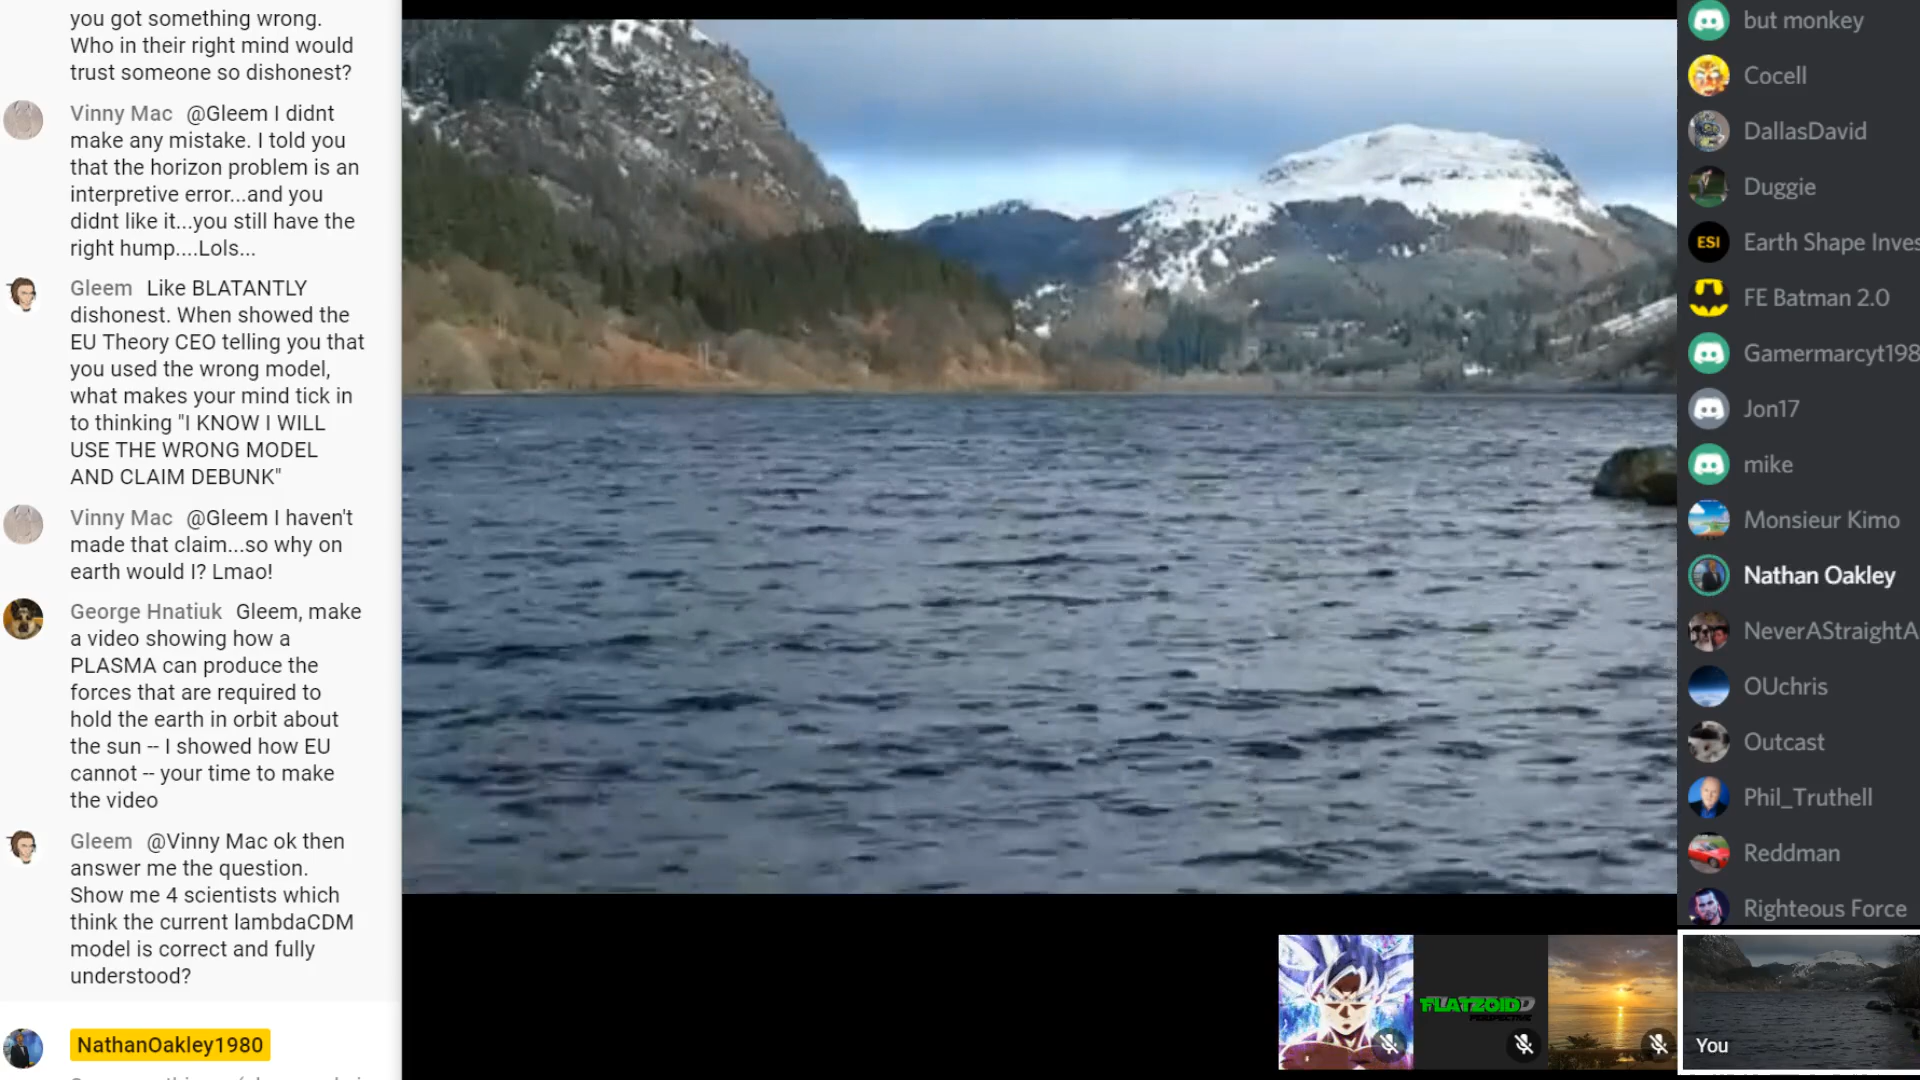 you got something wrong.
Who in their right mind would
trust someone so dishonest?
Vinny Mac @Gleem I didnt
make any mistake. I told you
that the horizon problem is an
interpretive error...and you
didnt like it...you still have the
right hump....Lols...
Gleem Like BLATANTLY
dishonest. When showed the
EU Theory CEO telling you that
you used the wrong model,
what makes your mind tick in
to thinking "I KNOW I WILL
USE THE WRONG MODEL
AND CLAIM DEBUNK"
Vinny Mac @Gleem I haven't
made that claim...so why on
earth would I? Lmao!
George Hnatiuk Gleem, make
a video showing how a
PLASMA can produce the
forces that are required to
hold the earth in orbit about
the sun -- I showed how EU
cannot -- your time to make
the video
Gleem @Vinny Mac ok then
answer me the question.
Show me 4 scientists which
think the current lambdaCDM
model is correct and fully
understood?
NathanOakley1980
but monkey
Cocell
DallasDavid
Duggie
ESI
Earth Shape Inves
FE Batman 2.0
Gamermarcyt198
Jon17
mike
Monsieur Kimo
Nathan Oakley
NeverAStraightA
OUchris
Outcast
Phil_Truthell
Reddman
Righteous Force
FLATZOID
PERSPECTIVE
You